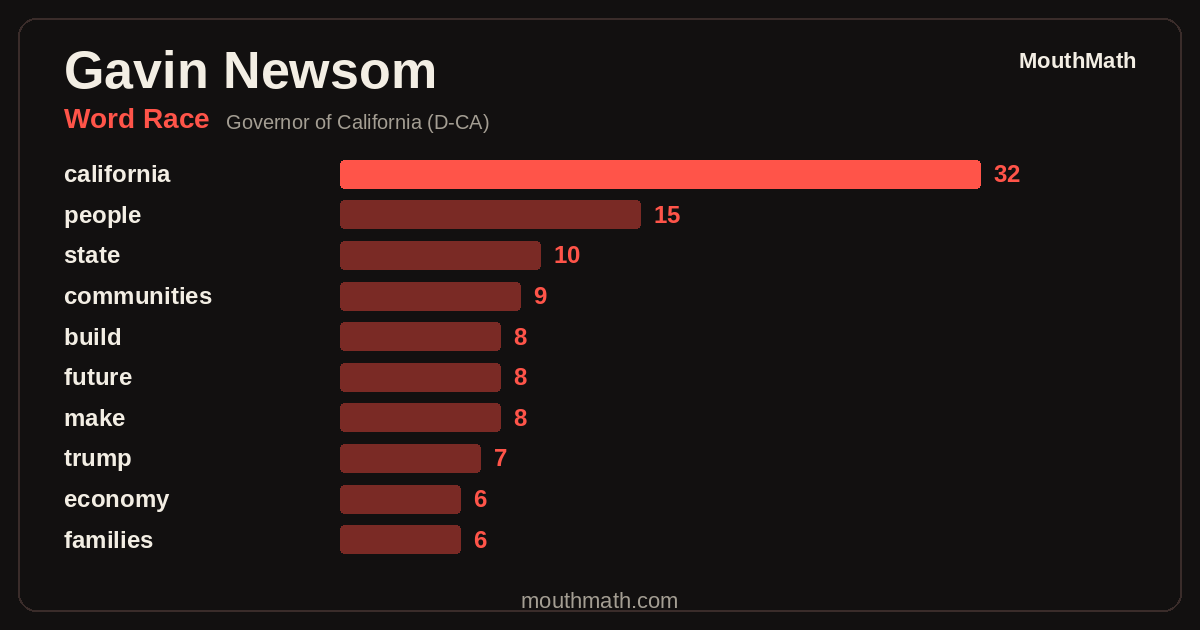 Gavin Newsom
MouthMath
Word Race Governor of California (D-CA)
california 32
people 15
state 10
communities 9
build 8
future 8
make 8
trump 7
economy 6
families 6
mouthmath.com